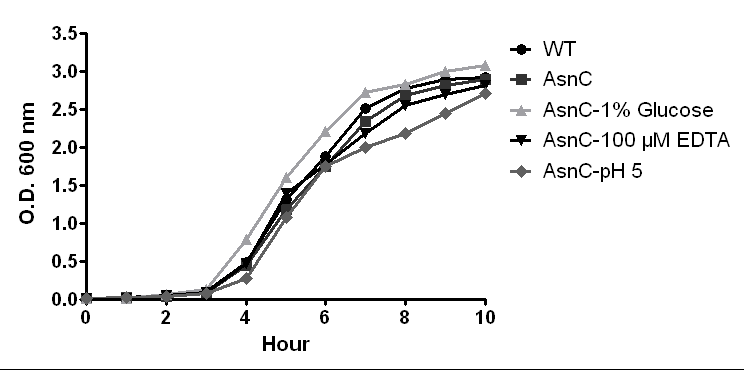 3.5
3.0
2.5
2.0
1.5
1.0
0.5
0.0
O.D. 600 nm
0 2 4 6 8 10
Hour
WT
AsnC
AsnC-1% Glucose
AsnC-100 µM EDTA
AsnC-pH 5